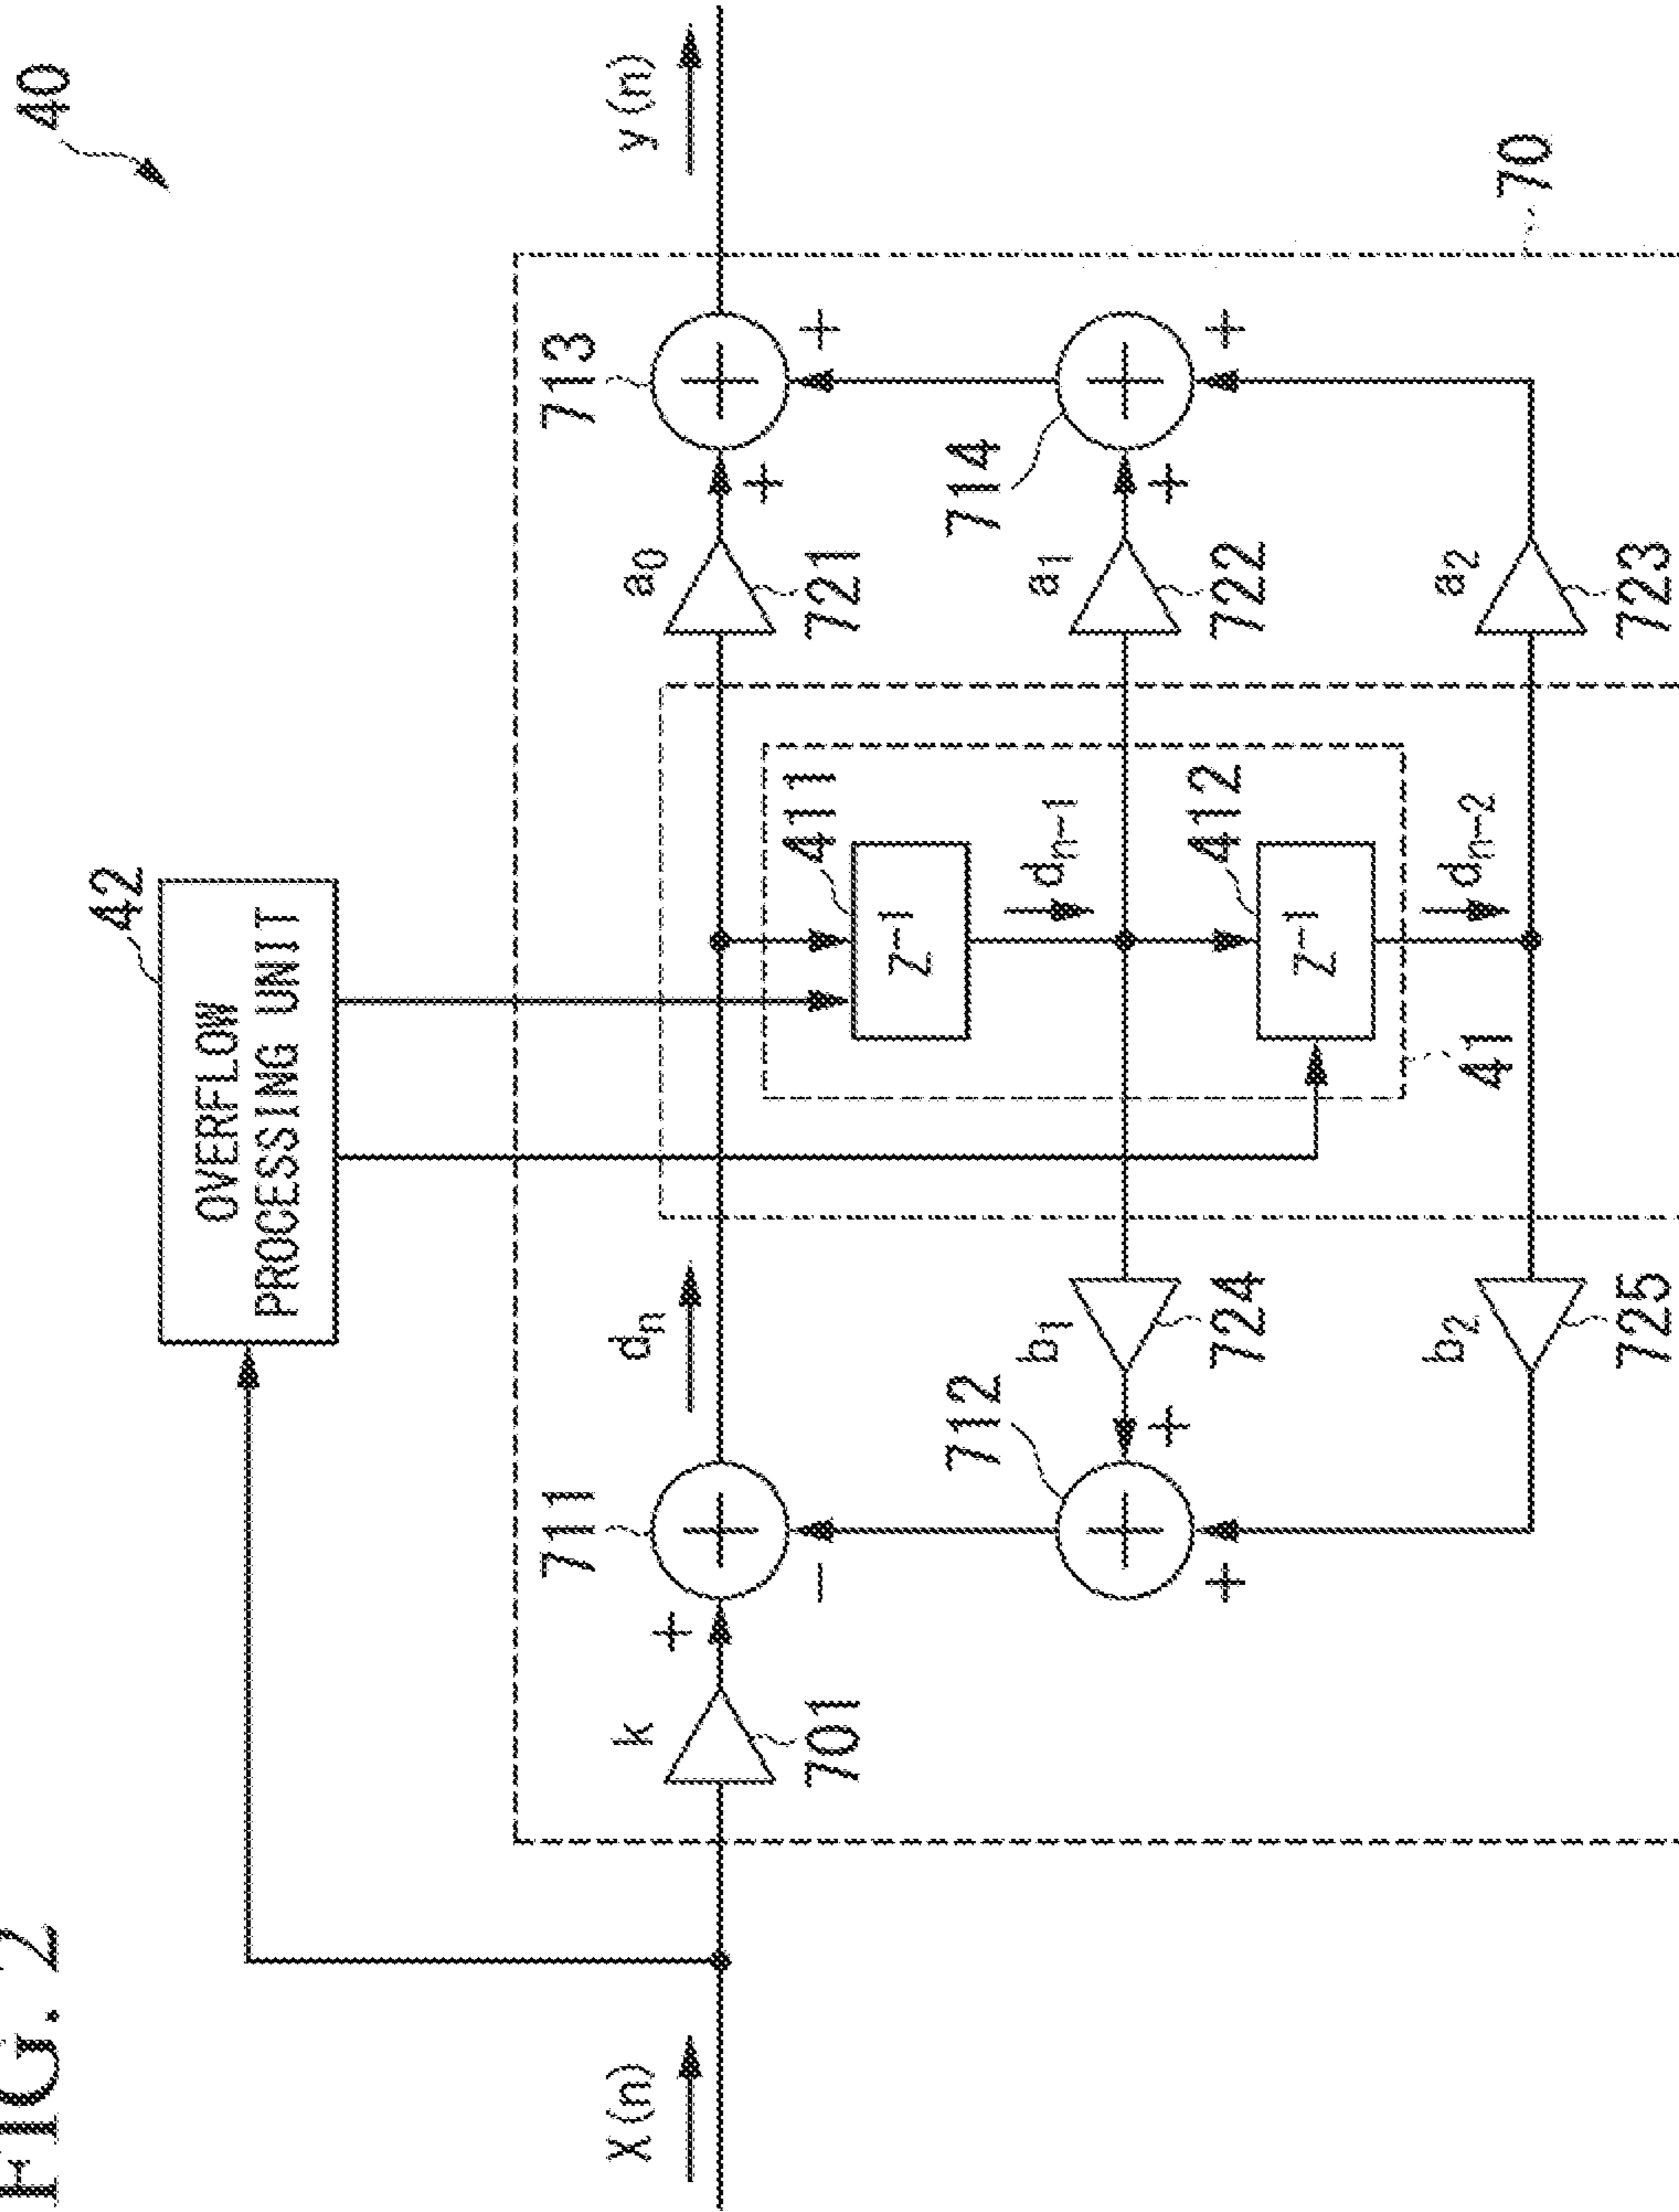 FIG. 2
40
42
OVERFLOW
PROCESSING UNIT
X(n)
k
701
+
711
−
dn
a0
721
+
713
+
y(n)
411
Z−1
dn−1
712
+
+
b1
724
a1
722
714
+
+
412
Z−1
dn−2
41
b2
725
a2
723
70